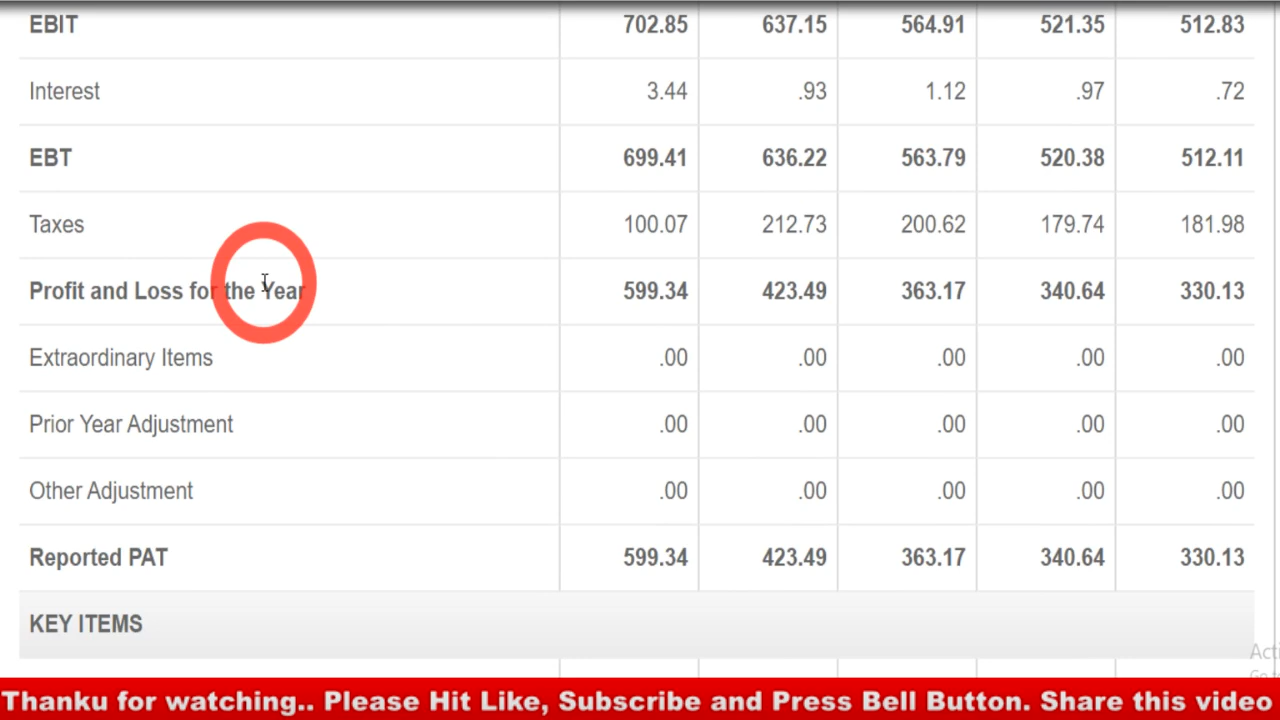 EBIT 702.85 637.15 564.91 521.35 512.83
Interest 3.44 .93 1.12 .97 .72
EBT 699.41 636.22 563.79 520.38 512.11
Taxes 100.07 212.73 200.62 179.74 181.98
Profit and Loss for the Year 599.34 423.49 363.17 340.64 330.13
Extraordinary Items .00 .00 .00 .00 .00
Prior Year Adjustment .00 .00 .00 .00 .00
Other Adjustment .00 .00 .00 .00 .00
Reported PAT 599.34 423.49 363.17 340.64 330.13
KEY ITEMS
Acti
Thanku for watching.. Please Hit Like, Subscribe and Press Bell Button. Share this video